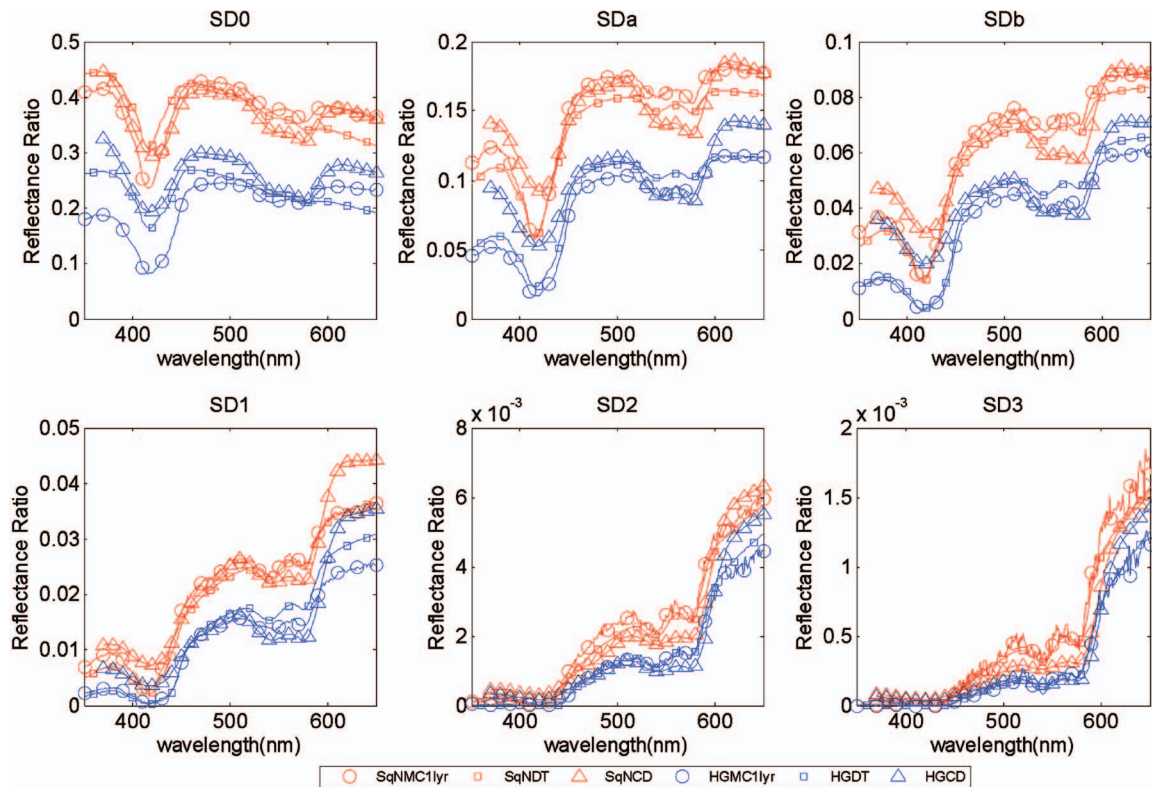 SD0
SDa
SDb
0.5
0.4
0.3
0.2
0.1
0
Reflectance Ratio
400
500
600
wavelength(nm)
0.2
0.15
0.1
0.05
0
Reflectance Ratio
400
500
600
wavelength(nm)
0.1
0.08
0.06
0.04
0.02
0
Reflectance Ratio
400
500
600
wavelength(nm)
SD1
SD2
SD3
0.05
0.04
0.03
0.02
0.01
0
Reflectance Ratio
400
500
600
wavelength(nm)
x 10⁻³
8
6
4
2
0
Reflectance Ratio
400
500
600
wavelength(nm)
x 10⁻³
2
1.5
1
0.5
0
Reflectance Ratio
400
500
600
wavelength(nm)
SqNMC1lyr SqNDT SqNCD HGMC1lyr HGDT HGCD